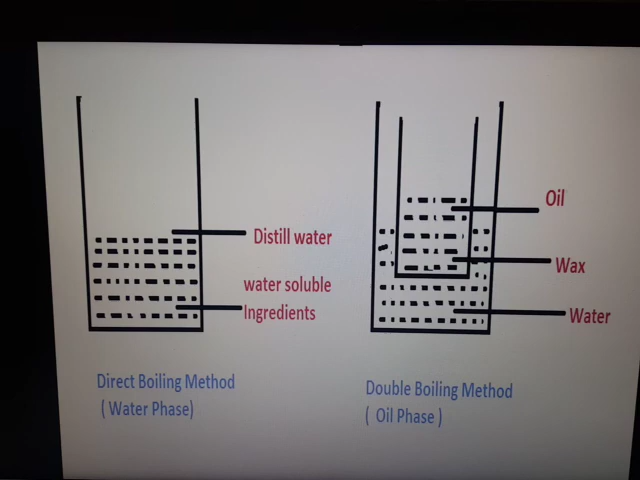 Distill water
water soluble
Ingredients
Direct Boiling Method
( Water Phase)
Oil
Wax
Water
Double Boiling Method
( Oil Phase )